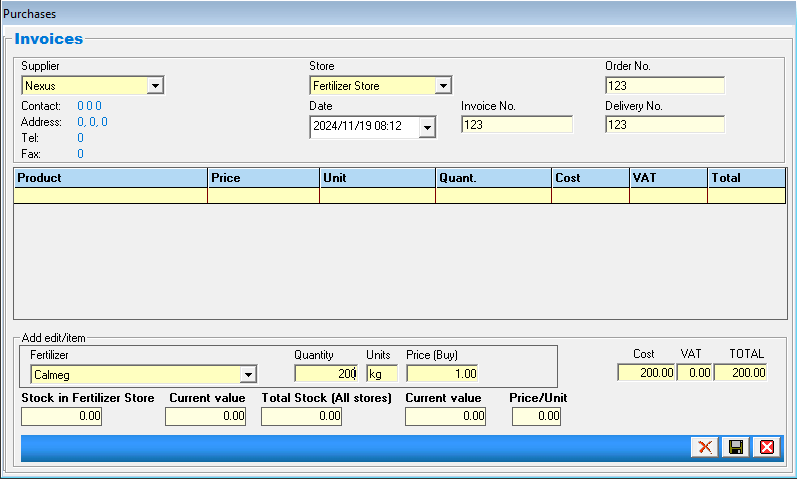 Purchases
Invoices
Supplier Store Order No.
Nexus Fertilizer Store 123
Contact: 0 0 0 Date Invoice No. Delivery No.
Address: 0, 0, 0 2024/11/19 08:12 123 123
Tel: 0
Fax: 0
Product Price Unit Quant. Cost VAT Total
Add edit/item
Fertilizer Quantity Units Price (Buy) Cost VAT TOTAL
Calmeg 200 kg 1.00 200.00 0.00 200.00
Stock in Fertilizer Store Current value Total Stock (All stores) Current value Price/Unit
0.00 0.00 0.00 0.00 0.00